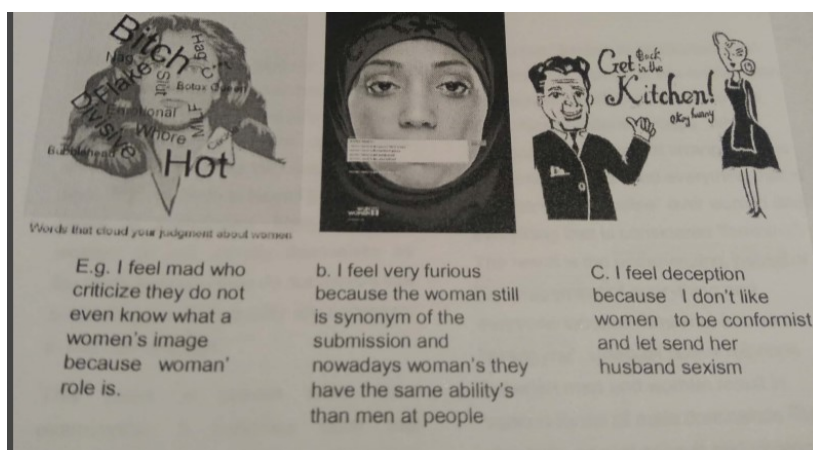 Bitch
Nag
Hag
Flake
Slut
Botox Queen
Divisive
Emotional
MILF
Whore
Bubblehead
Hot
Words that cloud your judgment about women
Get Back
in the
Kitchen!
E.g. I feel mad who
criticize they do not
even know what a
women's image
because woman'
role is.
b. I feel very furious
because the woman still
is synonym of the
submission and
nowadays woman's they
have the same ability's
than men at people
C. I feel deception
because I don't like
women to be conformist
and let send her
husband sexism